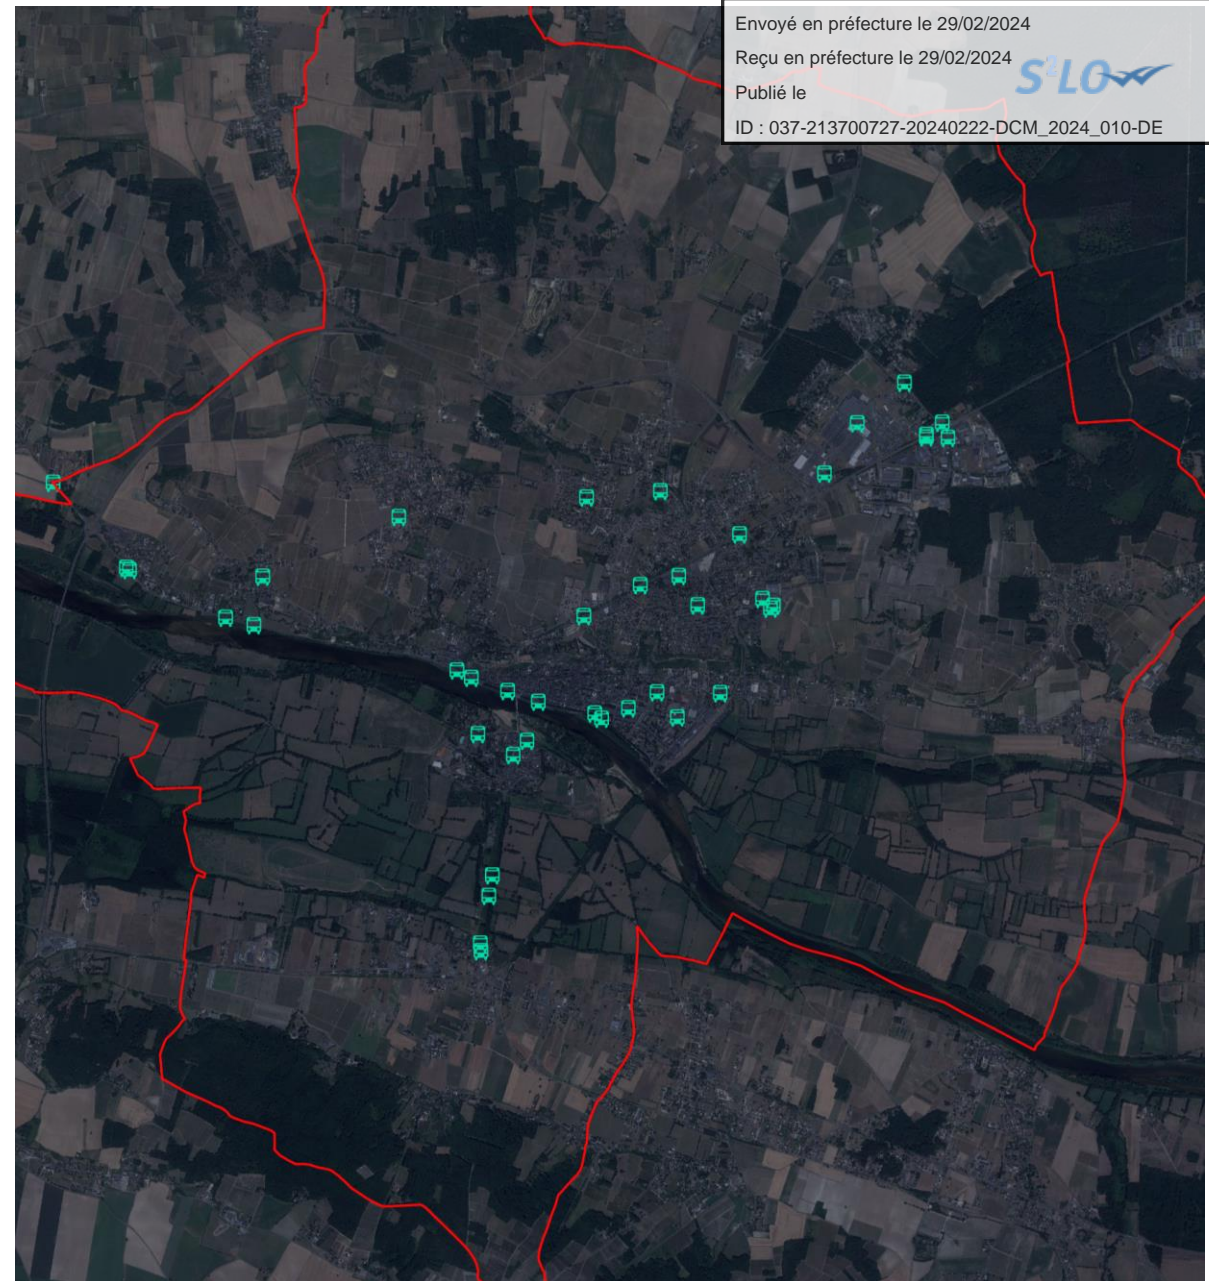 Envoyé en préfecture le 29/02/2024
Reçu en préfecture le 29/02/2024
S²LOW
Publié le
ID : 037-213700727-20240222-DCM_2024_010-DE